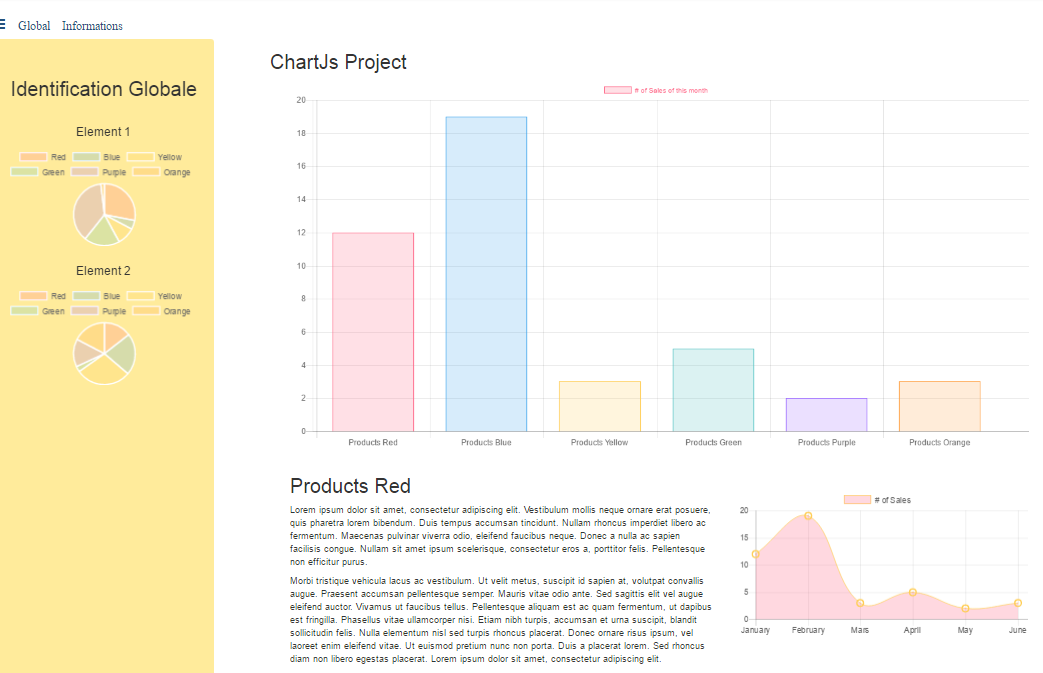 Global Informations
Identification Globale
Element 1
Red Blue Yellow
Green Purple Orange
Element 2
Red Blue Yellow
Green Purple Orange
ChartJs Project
# of Sales of this month
20
18
16
14
12
10
8
6
4
2
0
Products Red Products Blue Products Yellow Products Green Products Purple Products Orange
Products Red
Lorem ipsum dolor sit amet, consectetur adipiscing elit. Vestibulum mollis neque ornare erat posuere,
quis pharetra lorem bibendum. Duis tempus accumsan tincidunt. Nullam rhoncus imperdiet libero ac
fermentum. Maecenas pulvinar viverra odio, eleifend faucibus neque. Donec a nulla ac sapien
facilisis congue. Nullam sit amet ipsum scelerisque, consectetur eros a, porttitor felis. Pellentesque
non efficitur purus.
Morbi tristique vehicula lacus ac vestibulum. Ut velit metus, suscipit id sapien at, volutpat convallis
augue. Praesent accumsan pellentesque semper. Mauris vitae odio ante. Sed sagittis elit vel augue
eleifend auctor. Vivamus ut faucibus tellus. Pellentesque aliquam est ac quam fermentum, ut dapibus
est fringilla. Phasellus vitae ullamcorper nisi. Etiam nibh turpis, accumsan et urna suscipit, blandit
sollicitudin felis. Nulla elementum nisl sed turpis rhoncus placerat. Donec ornare risus ipsum, vel
laoreet enim eleifend vitae. Ut euismod pretium nunc non porta. Duis a placerat lorem. Sed rhoncus
diam non libero egestas placerat. Lorem ipsum dolor sit amet, consectetur adipiscing elit.
# of Sales
20
15
10
5
0
January February Mars April May June